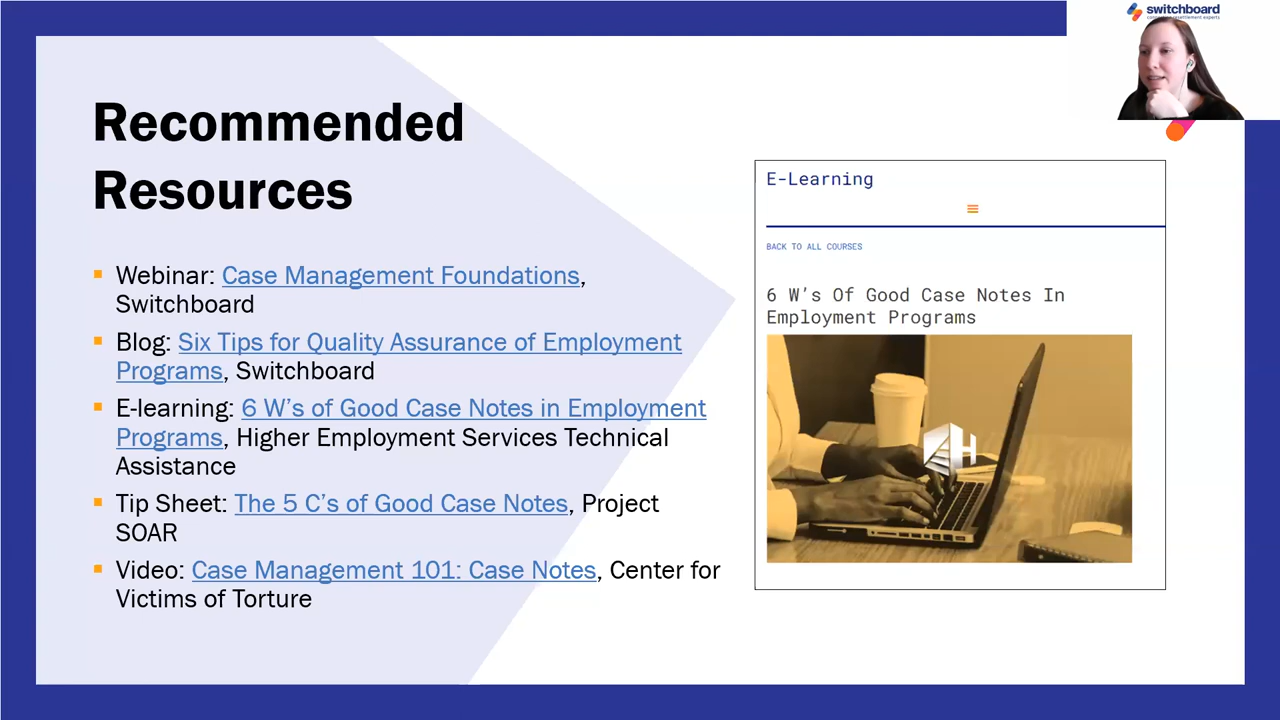 switchboard
connecting resettlement experts
Recommended
Resources
Webinar: Case Management Foundations,
Switchboard
Blog: Six Tips for Quality Assurance of Employment
Programs, Switchboard
E-learning: 6 W’s of Good Case Notes in Employment
Programs, Higher Employment Services Technical
Assistance
Tip Sheet: The 5 C’s of Good Case Notes, Project
SOAR
Video: Case Management 101: Case Notes, Center for
Victims of Torture
E-Learning
BACK TO ALL COURSES
6 W’s Of Good Case Notes In
Employment Programs
H